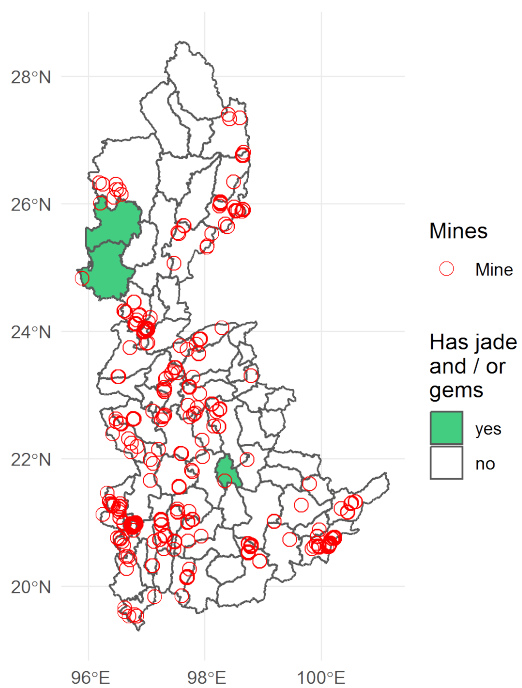 28°N
26°N
24°N
22°N
20°N
96°E
98°E
100°E
Mines
Mine
Has jade
and / or
gems
yes
no